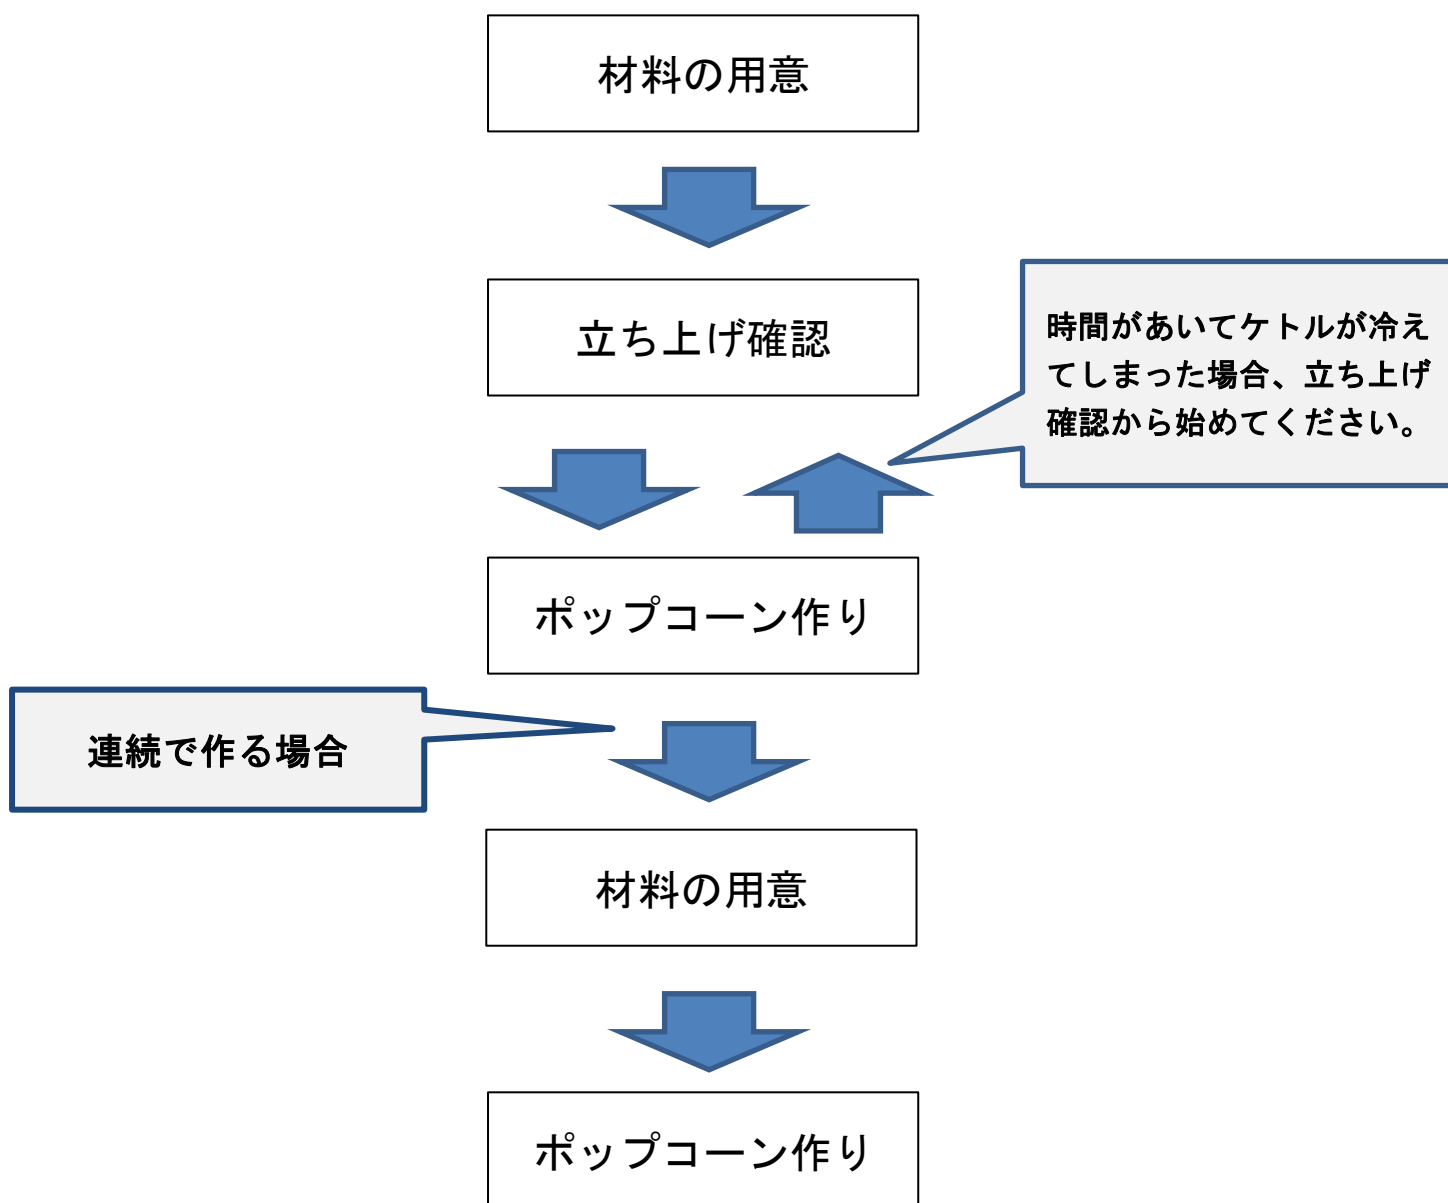 材料の用意
立ち上げ確認
時間があいてケトルが冷え
てしまった場合、立ち上げ
確認から始めてください。
ポップコーン作り
連続で作る場合
材料の用意
ポップコーン作り